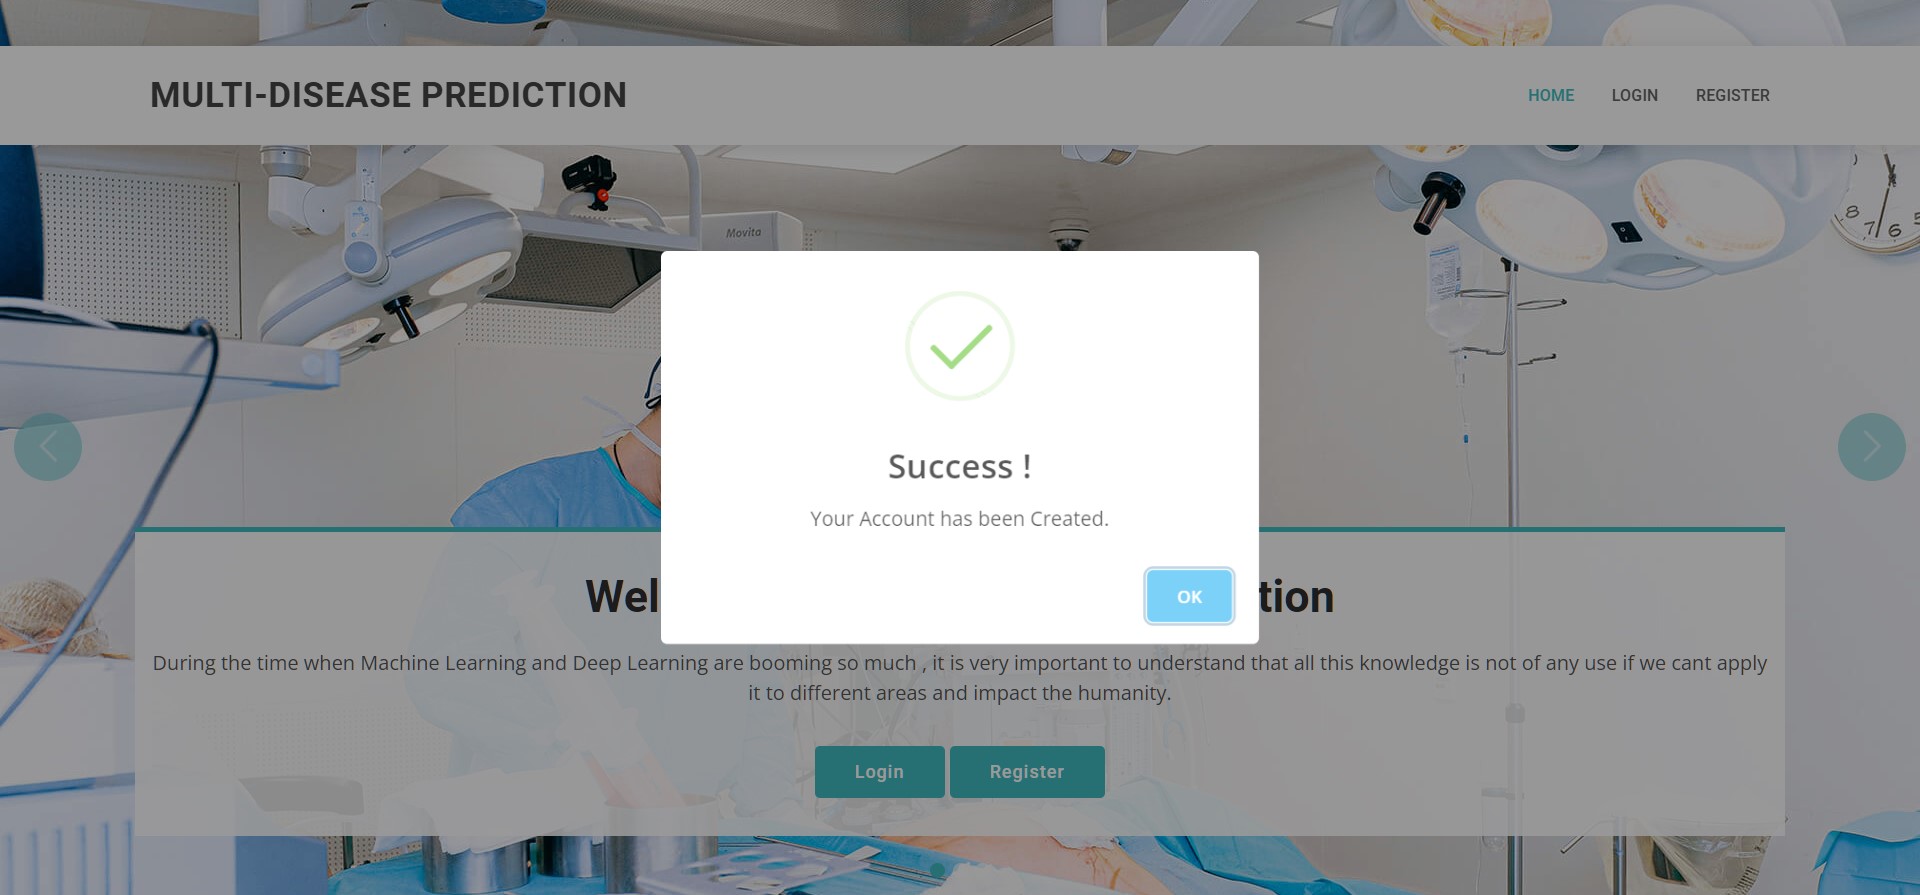 MULTI-DISEASE PREDICTION
HOME LOGIN REGISTER
Movita
8
7 6
Success !
Your Account has been Created.
OK
Wel tion
During the time when Machine Learning and Deep Learning are booming so much , it is very important to understand that all this knowledge is not of any use if we cant apply
it to different areas and impact the humanity.
Login Register